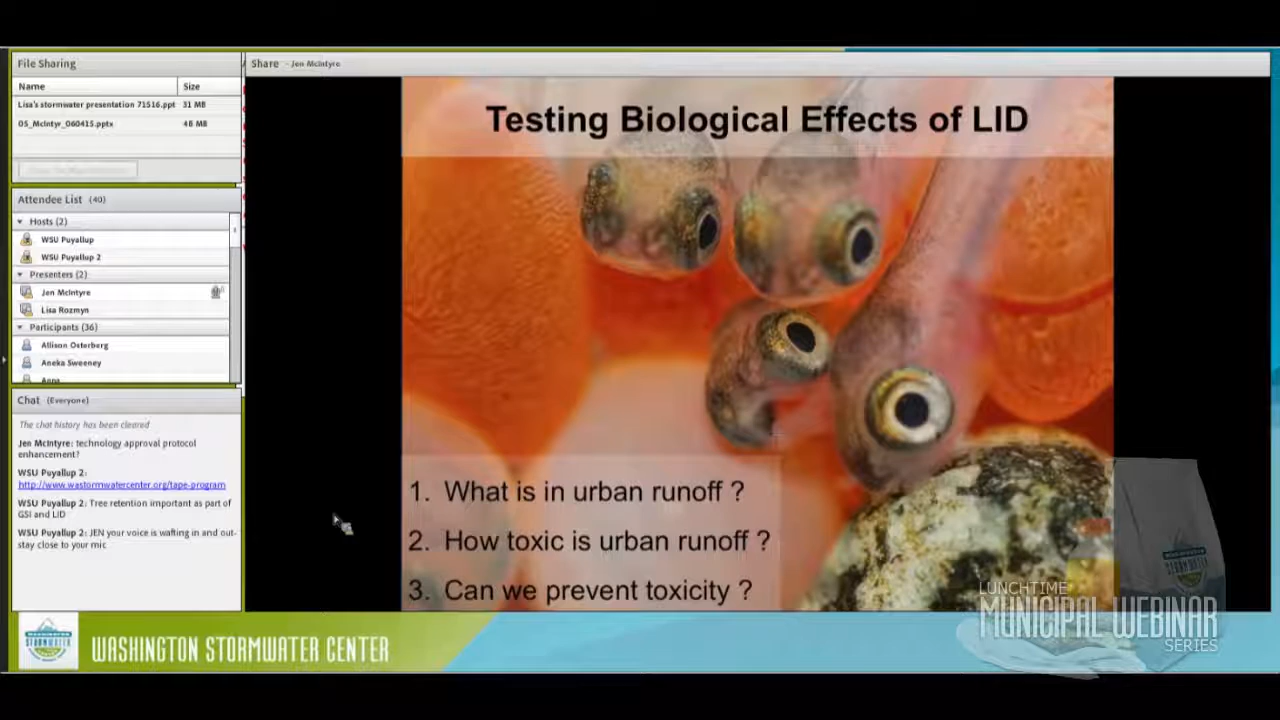 File Sharing
Name Size
Lisa's stormwater presentation 71516.ppt 31 MB
05_McIntyr_060415.pptx 48 MB
Attendee List (40)
Hosts (2)
WSU Puyallup
WSU Puyallup 2
Presenters (2)
Jen McIntyre
Lisa Rozmyn
Participants (36)
Allison Osterberg
Aneka Sweeney
Anna
Chat (Everyone)
The chat history has been cleared
Jen McIntyre: technology approval protocol
enhancement?
WSU Puyallup 2:
http://www.wastormwatercenter.org/tape-program
WSU Puyallup 2: Tree retention important as part of
GSI and LID
WSU Puyallup 2: JEN your voice is wafting in and out-
stay close to your mic
Share - Jen McIntyre
Testing Biological Effects of LID
1. What is in urban runoff ?
2. How toxic is urban runoff ?
3. Can we prevent toxicity ?
WASHINGTON STORMWATER CENTER
LUNCHTIME
MUNICIPAL WEBINAR
SERIES